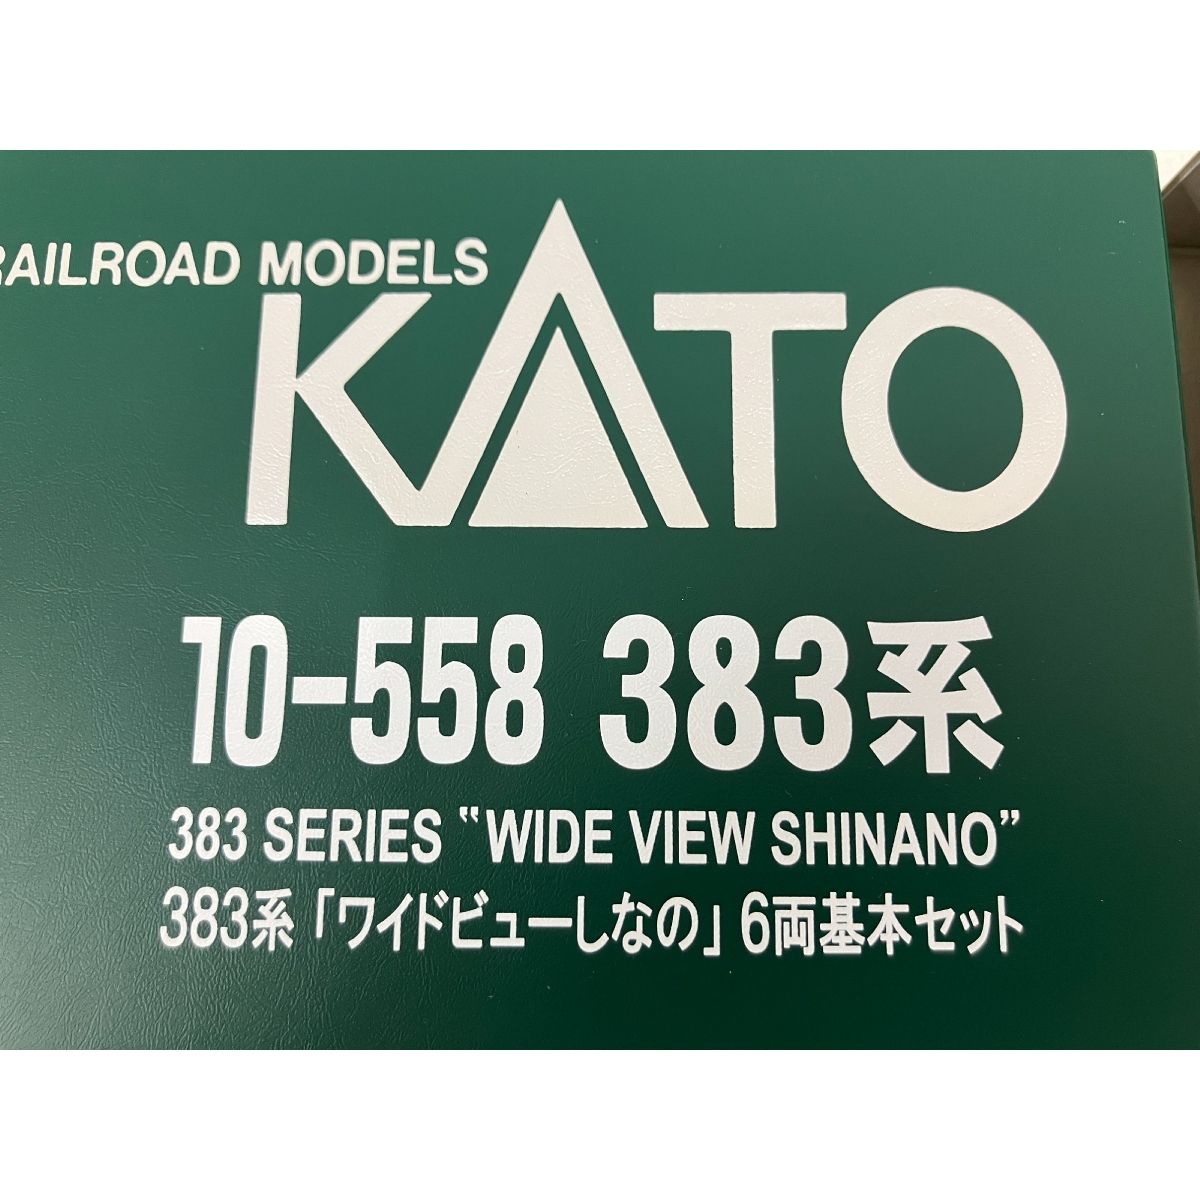 RAILROAD MODELS
KATO
10-558 383系
383 SERIES "WIDE VIEW SHINANO"
383系「ワイドビューしなの」6両基本セット